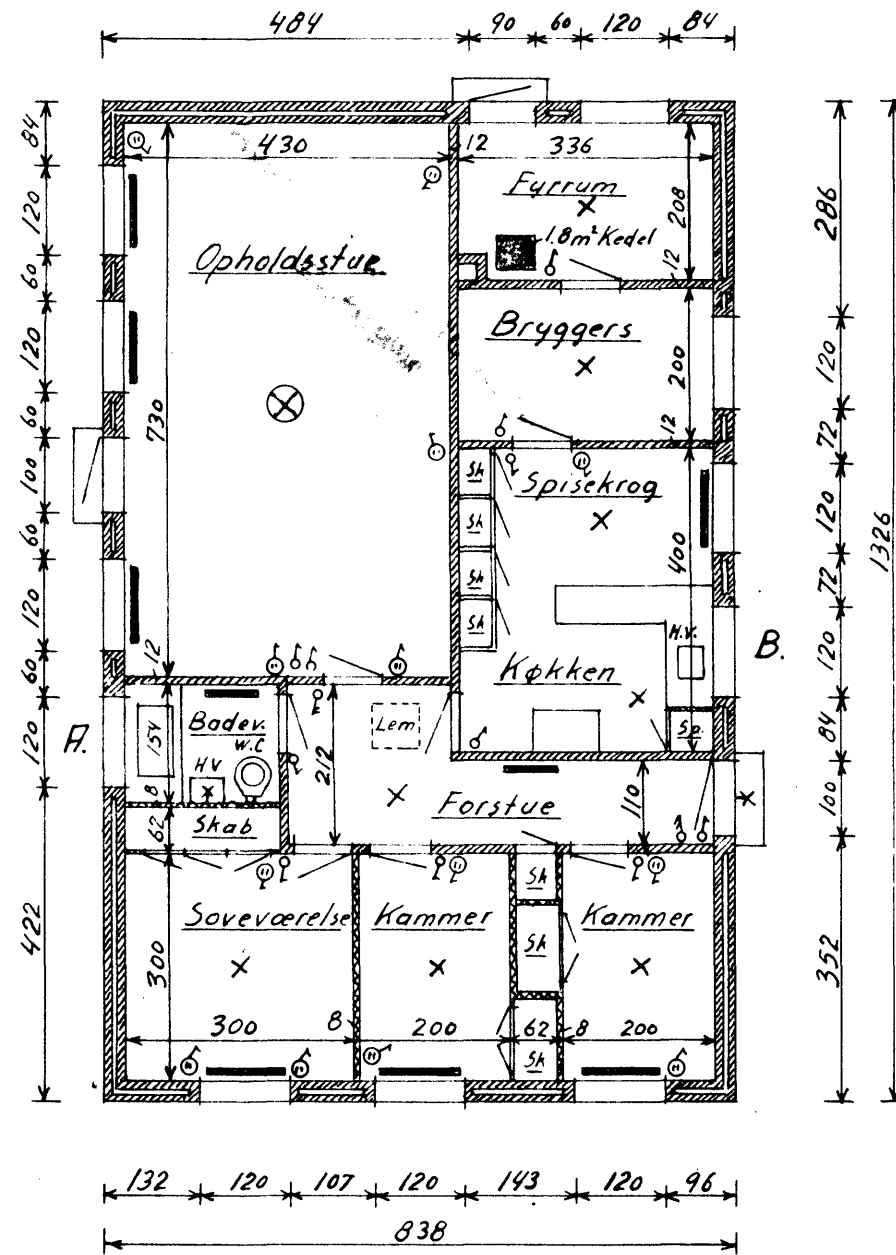 484 90 60 120 84
84
120
60
120
60
100
60
120
60
120
422
430 12 336
Fyrrum
208
1.8m² Kedel
12
Opholdsstue
730
Bryggers
200
12
286
120
72
120
72
120
84
100
352
1326
Sk
Spisekrog
Sk
400
Sk
Sk
H.V.
B.
Køkken
Sp.
12
A.
154
Badev.
W.C
HV
8
212
Lem
Forstue
110
62
Skab
Soveværelse
Kammer
Sk
Kammer
Sk
300
300 8 200 62 8 200
Sk
132 120 107 120 143 120 96
838